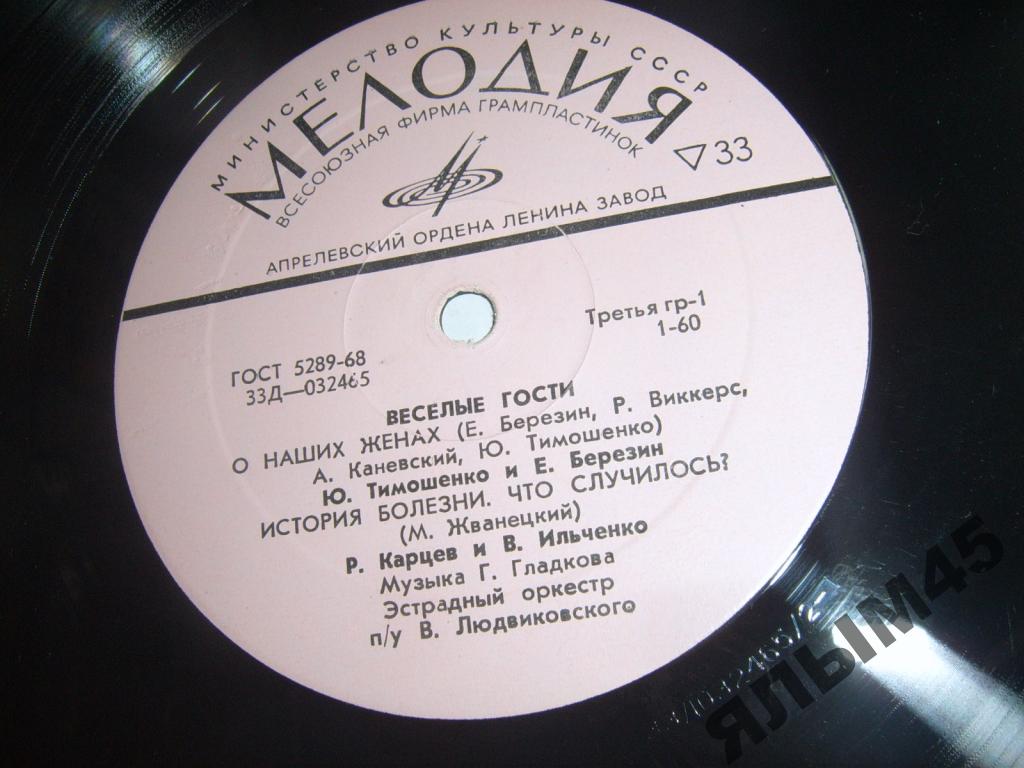 МИНИСТЕРСТВО КУЛЬТУРЫ СССР
МЕЛОДИЯ
ВСЕСОЮЗНАЯ ФИРМА ГРАМПЛАСТИНОК
33
АПРЕЛЕВСКИЙ ОРДЕНА ЛЕНИНА ЗАВОД
Третья гр-1
1-60
ГОСТ 5289-68
33Д—032465
ВЕСЕЛЫЕ ГОСТИ
О НАШИХ ЖЕНАХ (Е. Березин, Р. Виккерс,
А. Каневский, Ю. Тимошенко)
Ю. Тимошенко и Е. Березин
ИСТОРИЯ БОЛЕЗНИ. ЧТО СЛУЧИЛОСЬ?
(М. Жванецкий)
Р. Карцев и В. Ильченко
Музыка Г. Гладкова
Эстрадный оркестр
п/у В. Людвиковского
ЯЛЫМ45